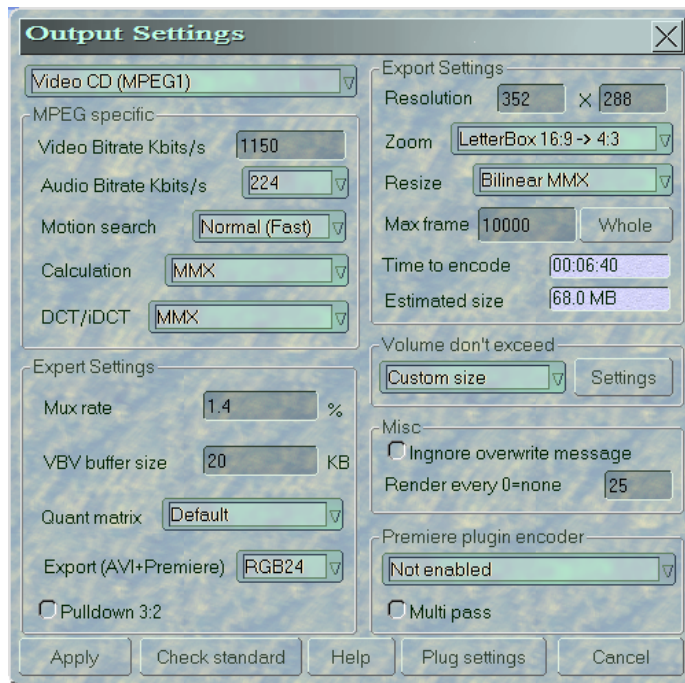 Output Settings
Video CD (MPEG1)
MPEG specific
Video Bitrate Kbits/s 1150
Audio Bitrate Kbits/s 224
Motion search Normal (Fast)
Calculation MMX
DCT/iDCT MMX
Expert Settings
Mux rate 1.4 %
VBV buffer size 20 KB
Quant matrix Default
Export (AVI+Premiere) RGB24
Pulldown 3:2
Export Settings
Resolution 352 X 288
Zoom LetterBox 16:9 -> 4:3
Resize Bilinear MMX
Max frame 10000 Whole
Time to encode 00:06:40
Estimated size 68.0 MB
Volume don't exceed
Custom size Settings
Misc
Ingnore overwrite message
Render every 0=none 25
Premiere plugin encoder
Not enabled
Multi pass
Apply Check standard Help Plug settings Cancel